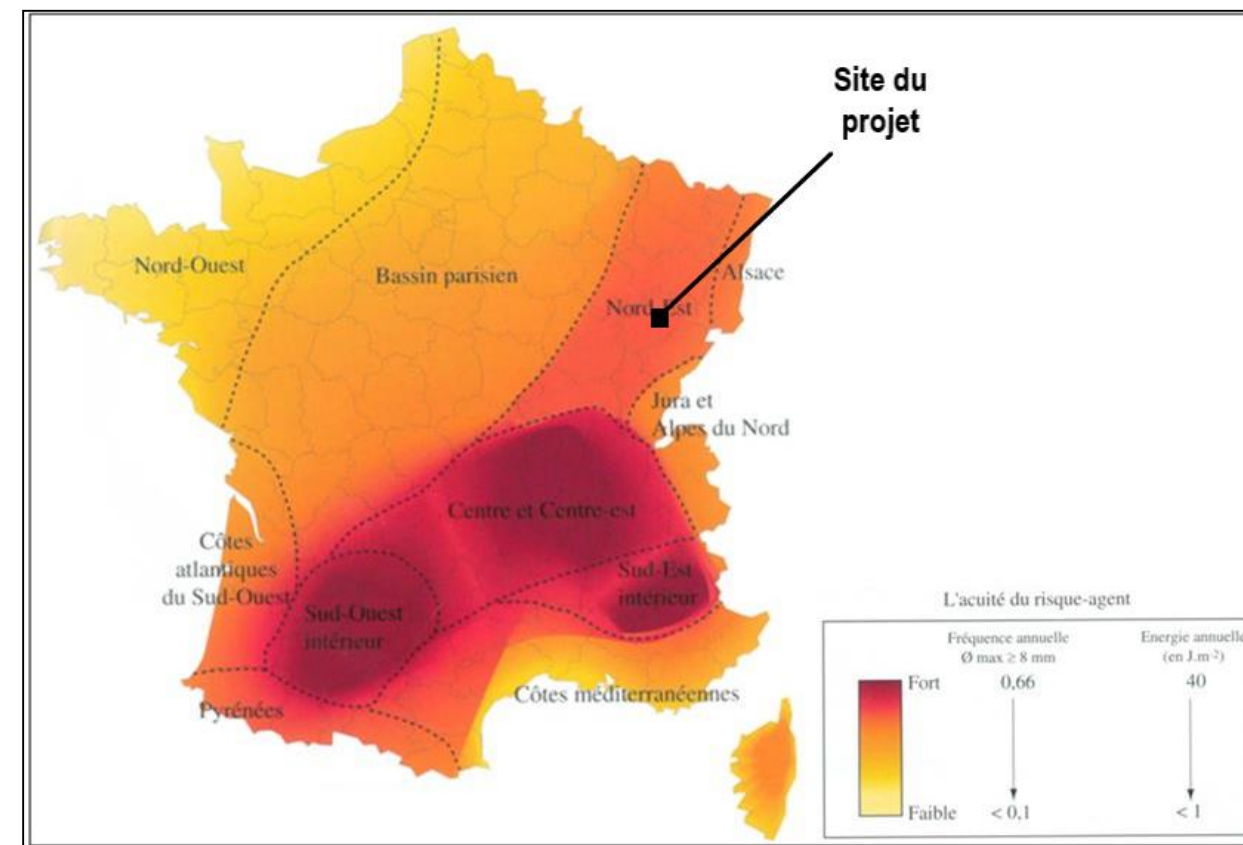 Site du
projet
Nord-Ouest
Bassin parisien
Alsace
Nord-Est
Jura et
Alpes du Nord
Centre et Centre-est
Côtes
atlantiques
du Sud-Ouest
Sud-Est
intérieur
Sud-Ouest
intérieur
Pyrénées
Côtes méditerranéennes
L'acuité du risque-agent
Fréquence annuelle
Ø max ≥ 8 mm
Energie annuelle
(en J.m-2)
Fort 0,66 40
Faible < 0,1 < 1